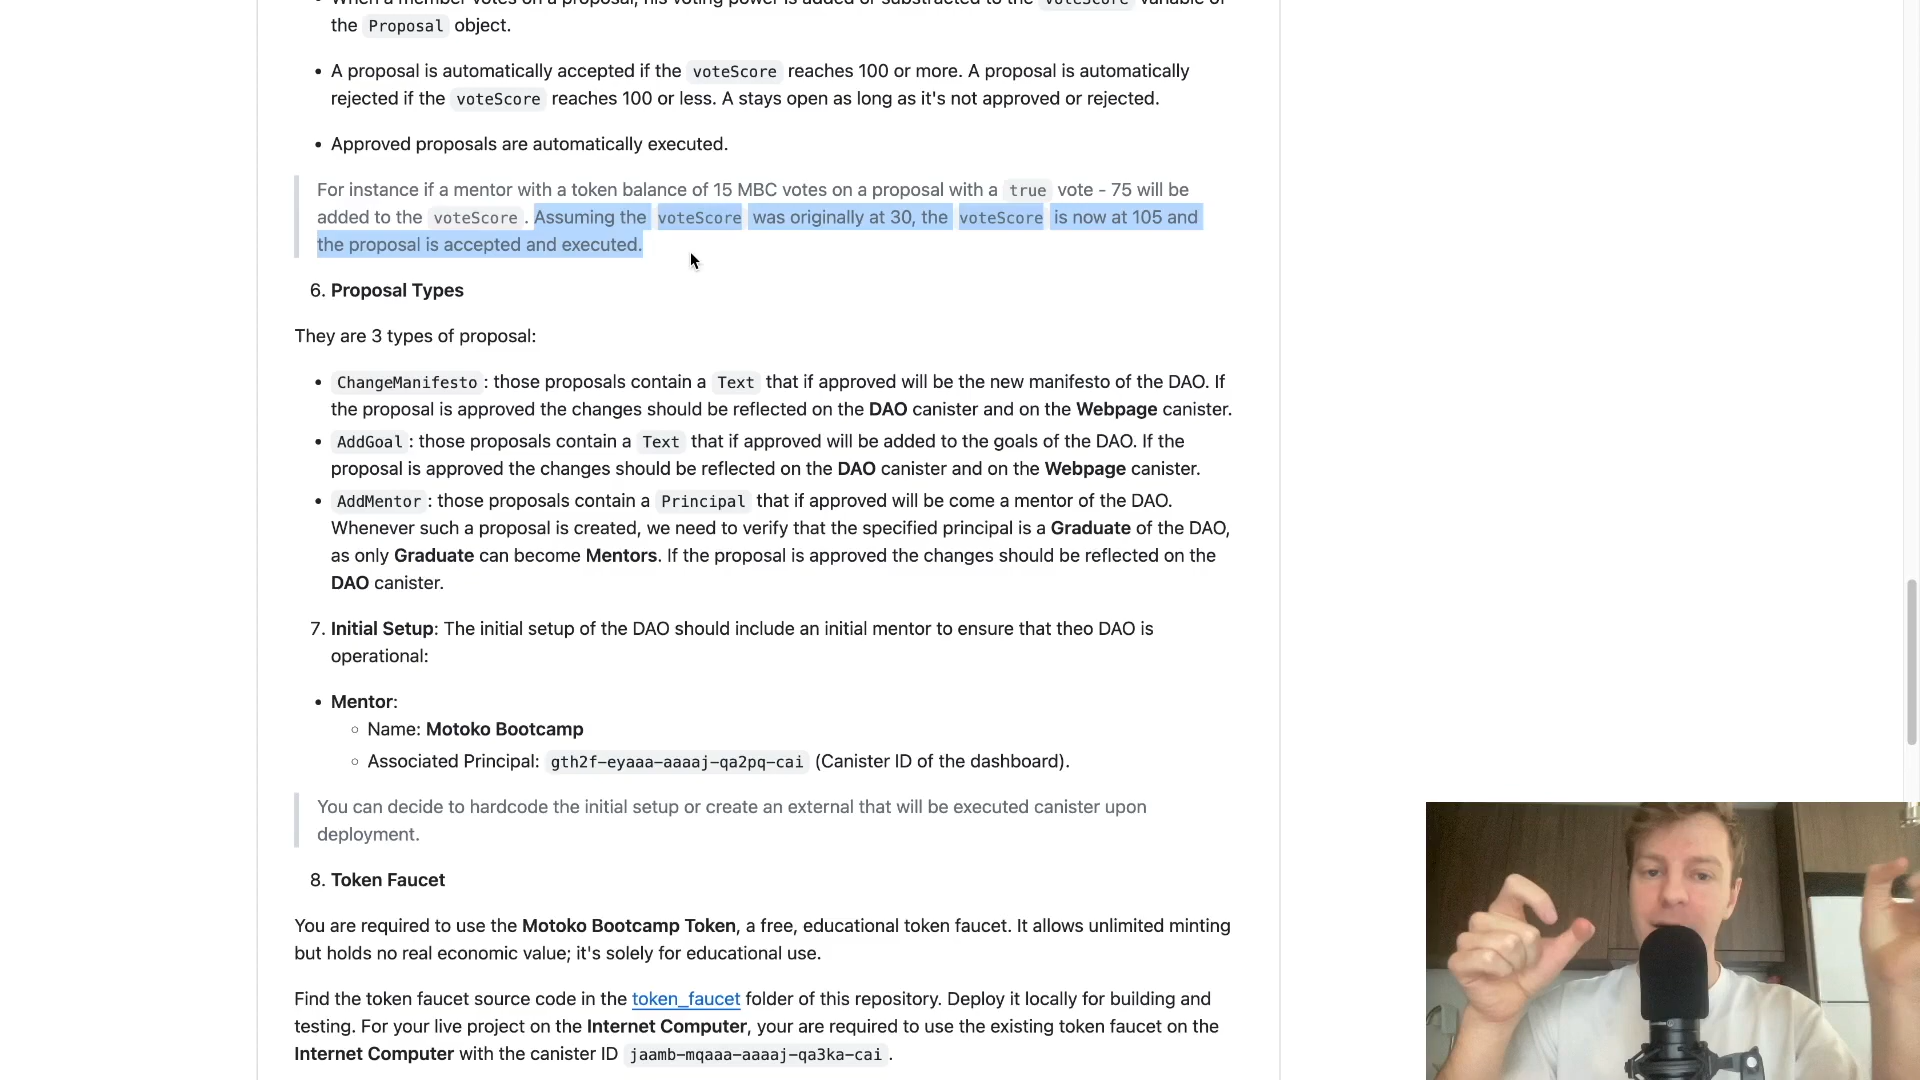 the Proposal object.
• A proposal is automatically accepted if the voteScore reaches 100 or more. A proposal is automatically
rejected if the voteScore reaches 100 or less. A stays open as long as it's not approved or rejected.
• Approved proposals are automatically executed.
For instance if a mentor with a token balance of 15 MBC votes on a proposal with a true vote - 75 will be
added to the voteScore . Assuming the voteScore was originally at 30, the voteScore is now at 105 and
the proposal is accepted and executed.
6. Proposal Types
They are 3 types of proposal:
• ChangeManifesto : those proposals contain a Text that if approved will be the new manifesto of the DAO. If
the proposal is approved the changes should be reflected on the DAO canister and on the Webpage canister.
• AddGoal : those proposals contain a Text that if approved will be added to the goals of the DAO. If the
proposal is approved the changes should be reflected on the DAO canister and on the Webpage canister.
• AddMentor : those proposals contain a Principal that if approved will be come a mentor of the DAO.
Whenever such a proposal is created, we need to verify that the specified principal is a Graduate of the DAO,
as only Graduate can become Mentors. If the proposal is approved the changes should be reflected on the
DAO canister.
7. Initial Setup: The initial setup of the DAO should include an initial mentor to ensure that theo DAO is
operational:
• Mentor:
◦ Name: Motoko Bootcamp
◦ Associated Principal: gth2f-eyaaa-aaaaj-qa2pq-cai (Canister ID of the dashboard).
You can decide to hardcode the initial setup or create an external that will be executed canister upon
deployment.
8. Token Faucet
You are required to use the Motoko Bootcamp Token, a free, educational token faucet. It allows unlimited minting
but holds no real economic value; it's solely for educational use.
Find the token faucet source code in the token_faucet folder of this repository. Deploy it locally for building and
testing. For your live project on the Internet Computer, your are required to use the existing token faucet on the
Internet Computer with the canister ID jaamb-mqaaa-aaaaj-qa3ka-cai .